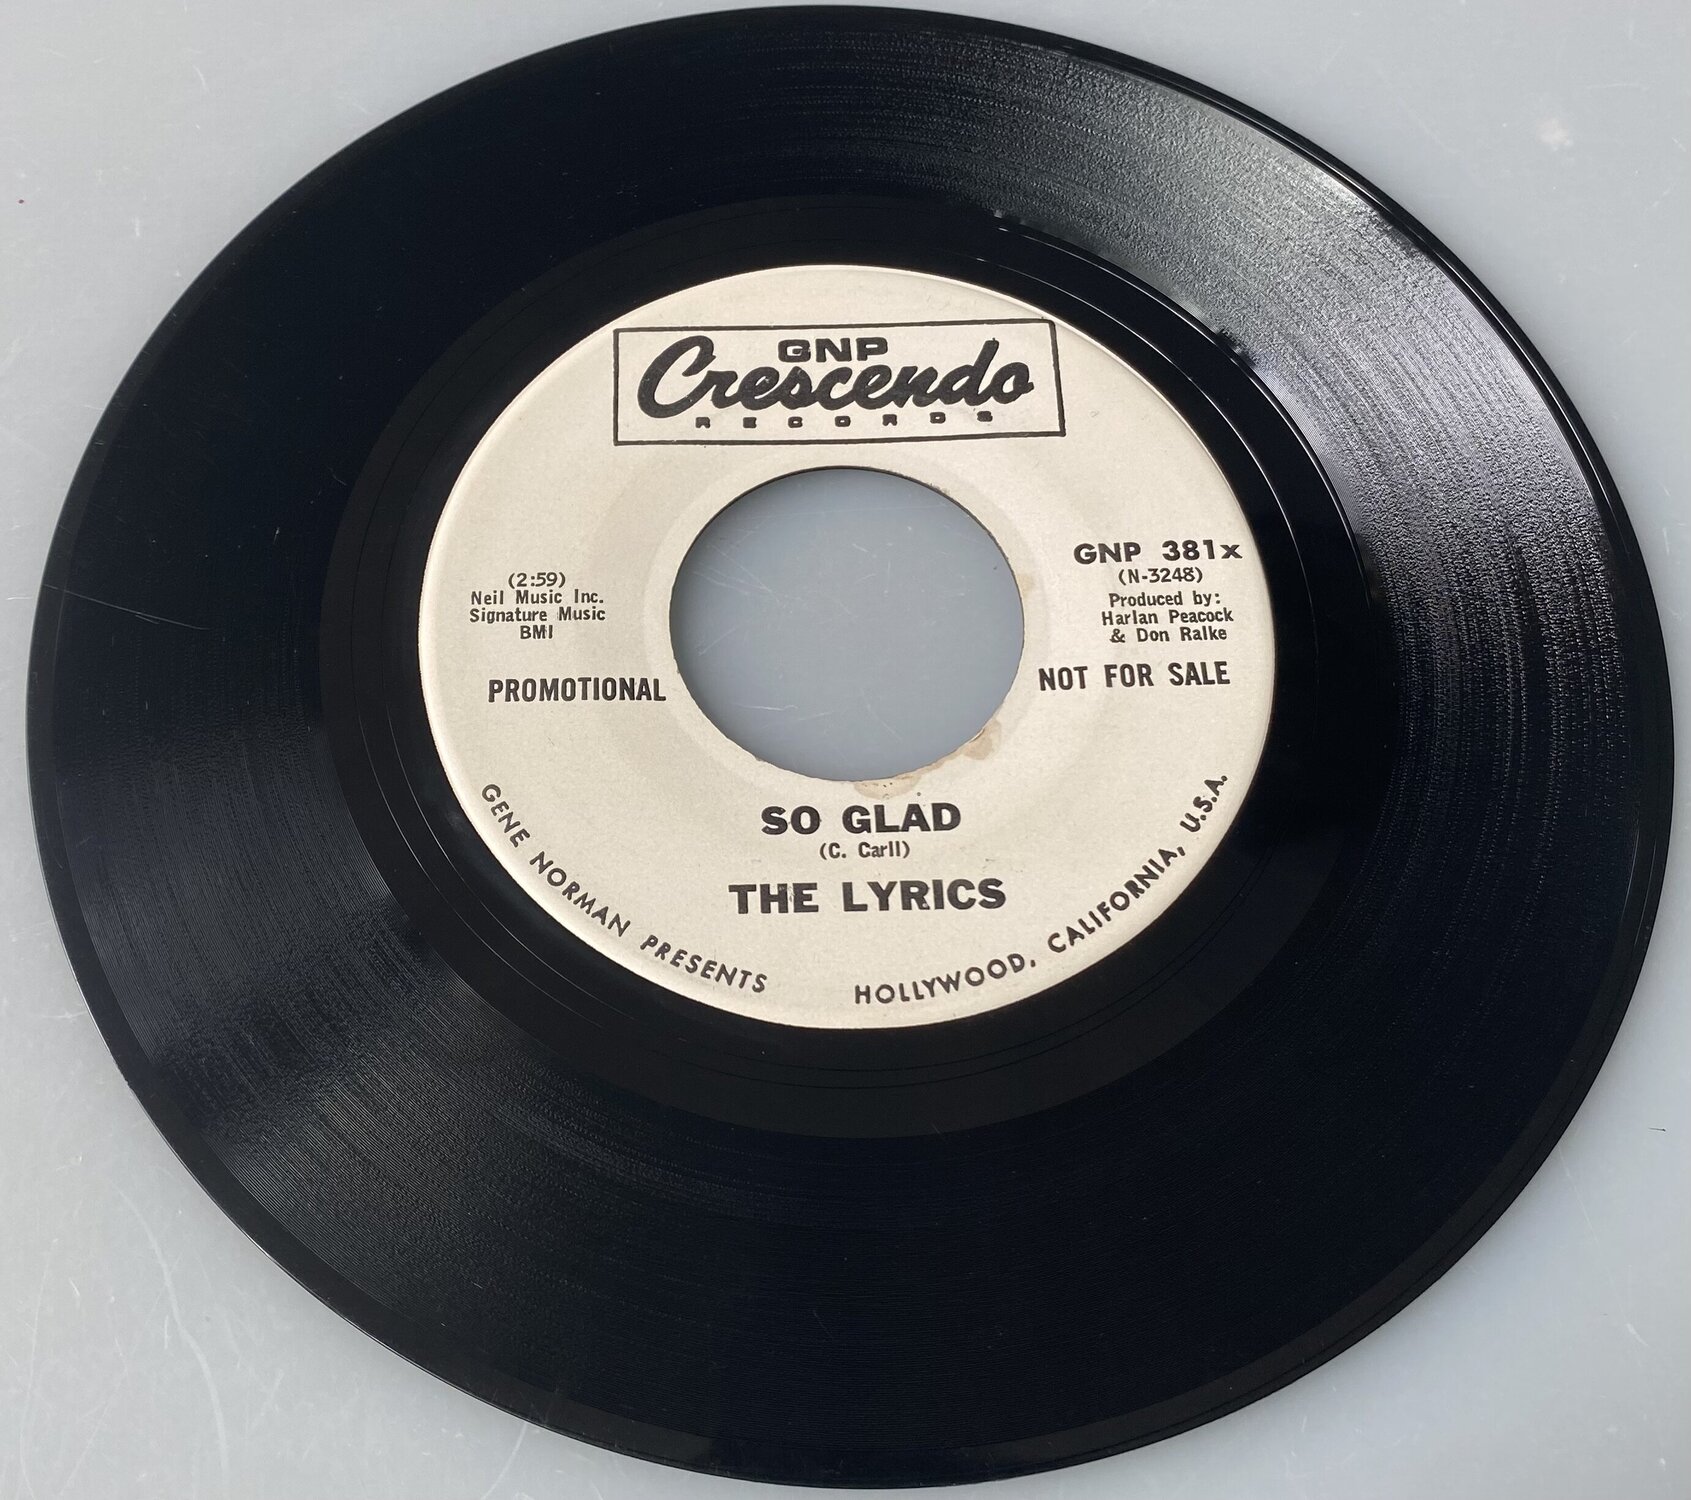 GNP
Crescendo
RECORDS
(2:59)
Neil Music Inc.
Signature Music
BMI
PROMOTIONAL
GNP 381x
(N-3248)
Produced by:
Harlan Peacock
& Don Ralke
NOT FOR SALE
SO GLAD
(C. Carll)
THE LYRICS
GENE NORMAN PRESENTS
HOLLYWOOD, CALIFORNIA, U.S.A.